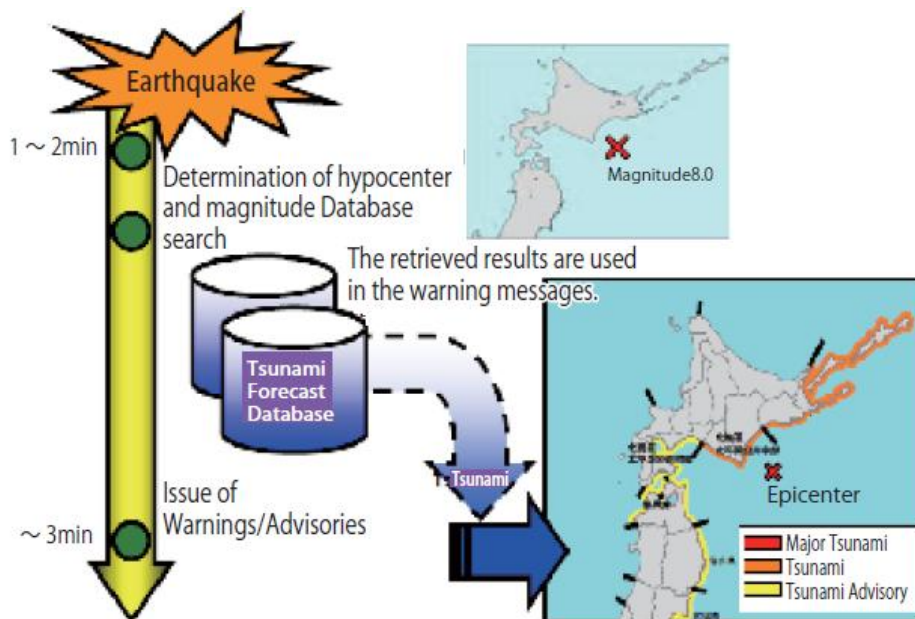 Earthquake
1～2min
Magnitude8.0
Determination of hypocenter
and magnitude Database
search
The retrieved results are used
in the warning messages.
Tsunami
Forecast
Database
Tsunami
Epicenter
Issue of
Warnings/Advisories
～3min
Major Tsunami
Tsunami
Tsunami Advisory